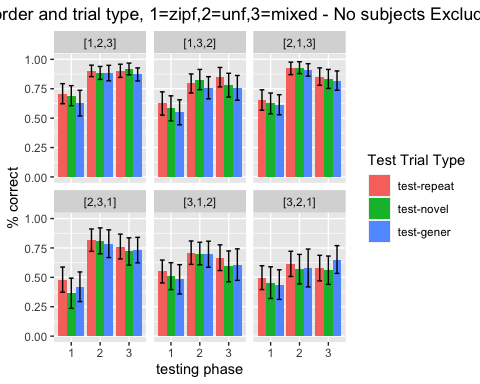 order and trial type, 1=zipf,2=unf,3=mixed - No subjects Exclud
[1,2,3] [1,3,2] [2,1,3]
1.00
0.75
0.50
0.25
0.00
[2,3,1] [3,1,2] [3,2,1]
1.00
0.75
0.50
0.25
0.00
1 2 3 1 2 3 1 2 3
testing phase
% correct
Test Trial Type
test-repeat
test-novel
test-gener